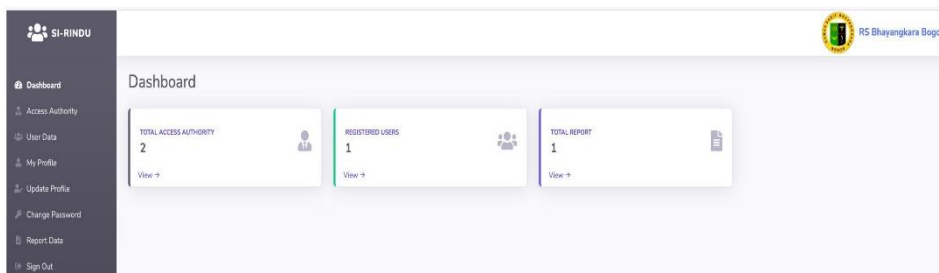 SI-RINDU
RS Bhayangkara Bogo
Dashboard
Access Authority
User Data
My Profile
Update Profile
Change Password
Report Data
Sign Out
Dashboard
TOTAL ACCESS AUTHORITY
2
View →
REGISTERED USERS
1
View →
TOTAL REPORT
1
View →